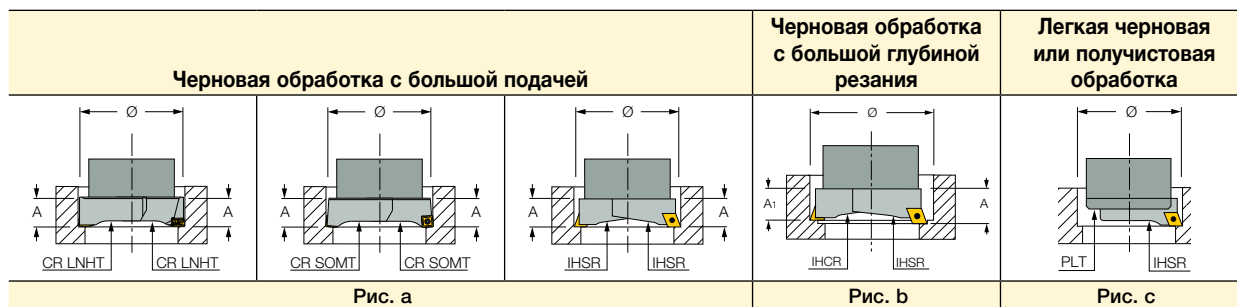 Черновая обработка с большой подачей
Черновая обработка
с большой глубиной
резания
Легкая черновая
или получистовая
обработка
Ø
A
A
CR LNHT
CR LNHT
Ø
A
A
CR SOMT
CR SOMT
Ø
A
A
IHSR
IHSR
Ø
A1
A
IHCR
IHSR
Ø
PLT
IHSR
Рис. a
Рис. b
Рис. c